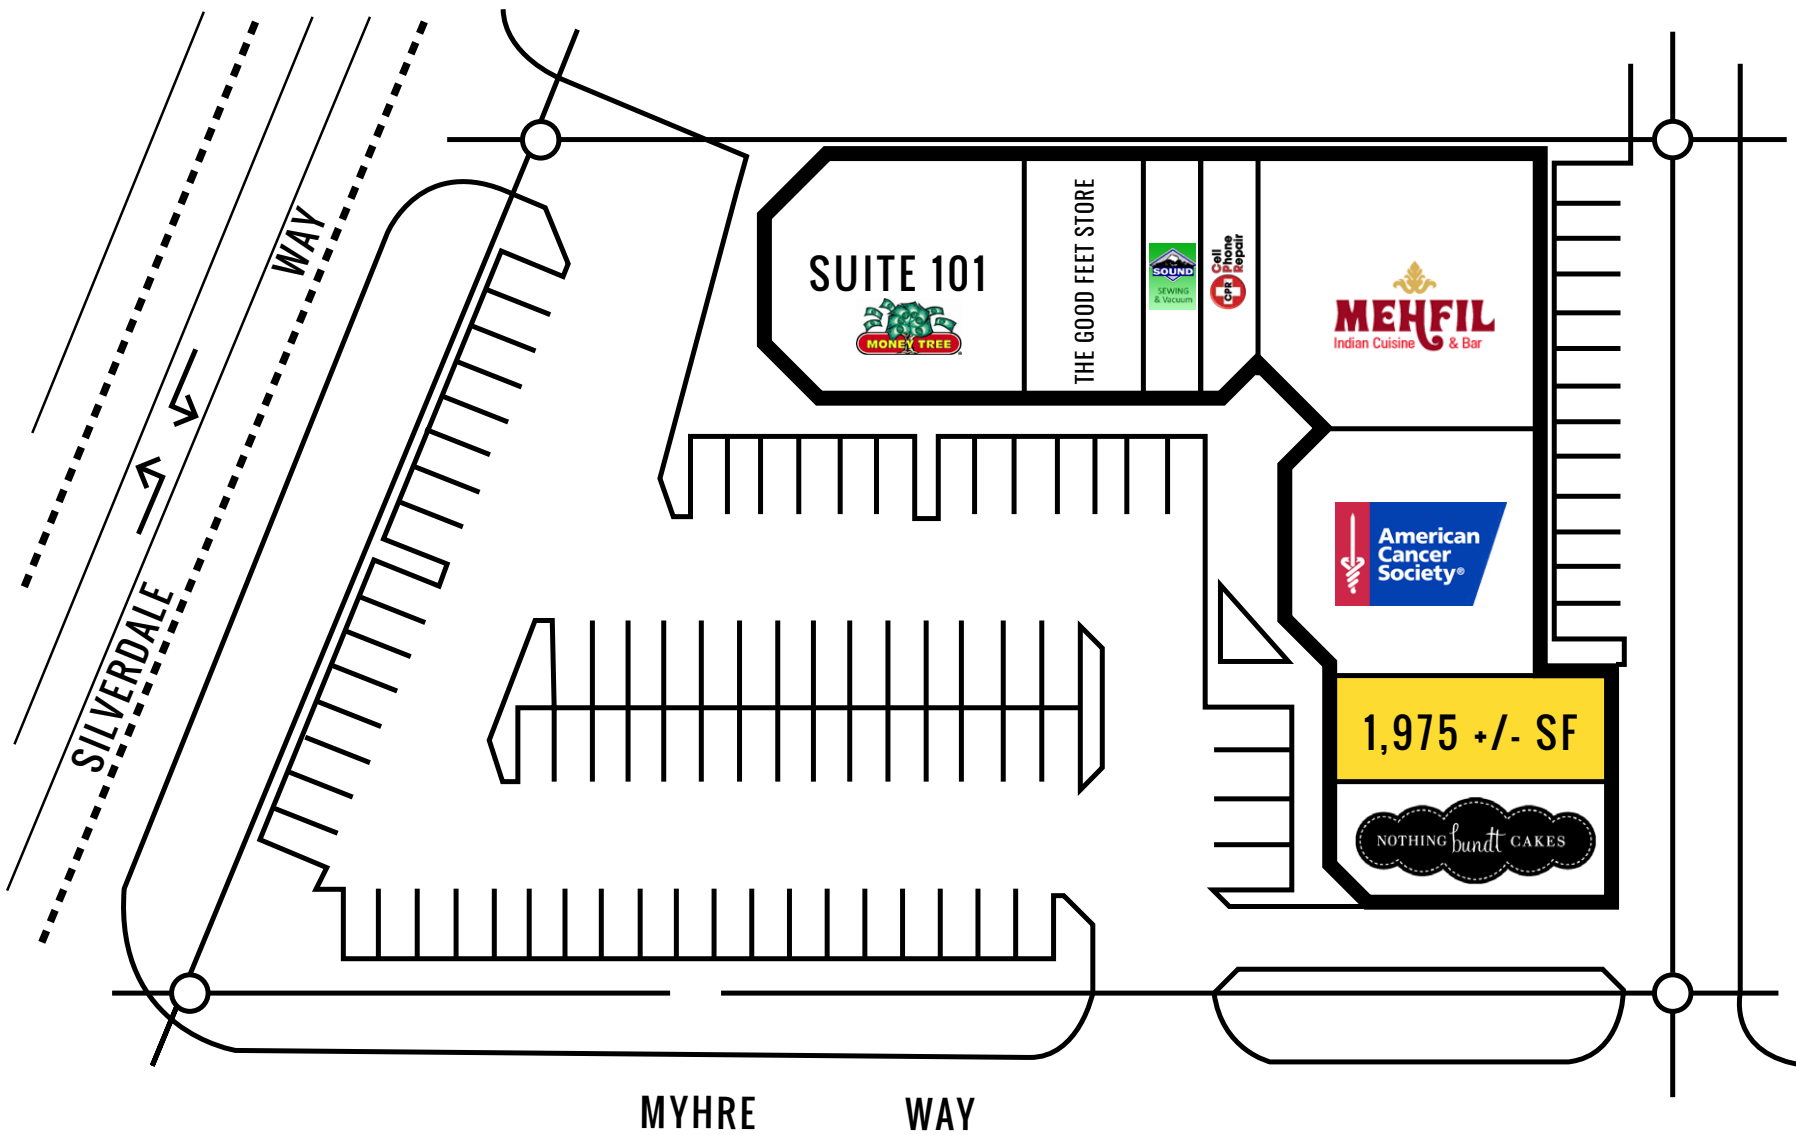 WAY
SILVERDALE
SUITE 101
MONEY TREE
THE GOOD FEET STORE
SOUND
SEWING
& Vacuum
CPR
Cell
Phone
Repair
MEHFIL
Indian Cuisine & Bar
American
Cancer
Society®
1,975 +/- SF
NOTHING bundt CAKES
MYHRE WAY